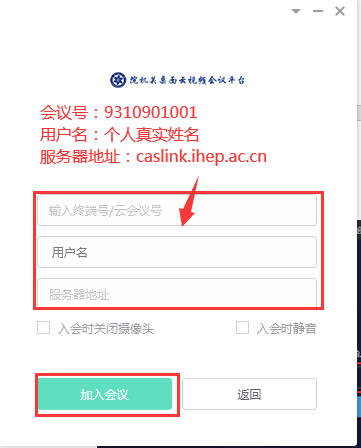 院机关桌面云视频会议平台
会议号：9310901001
用户名：个人真实姓名
服务器地址：caslink.ihep.ac.cn
输入终端号/云会议号
用户名
服务器地址
入会时关闭摄像头 入会时静音
加入会议 返回